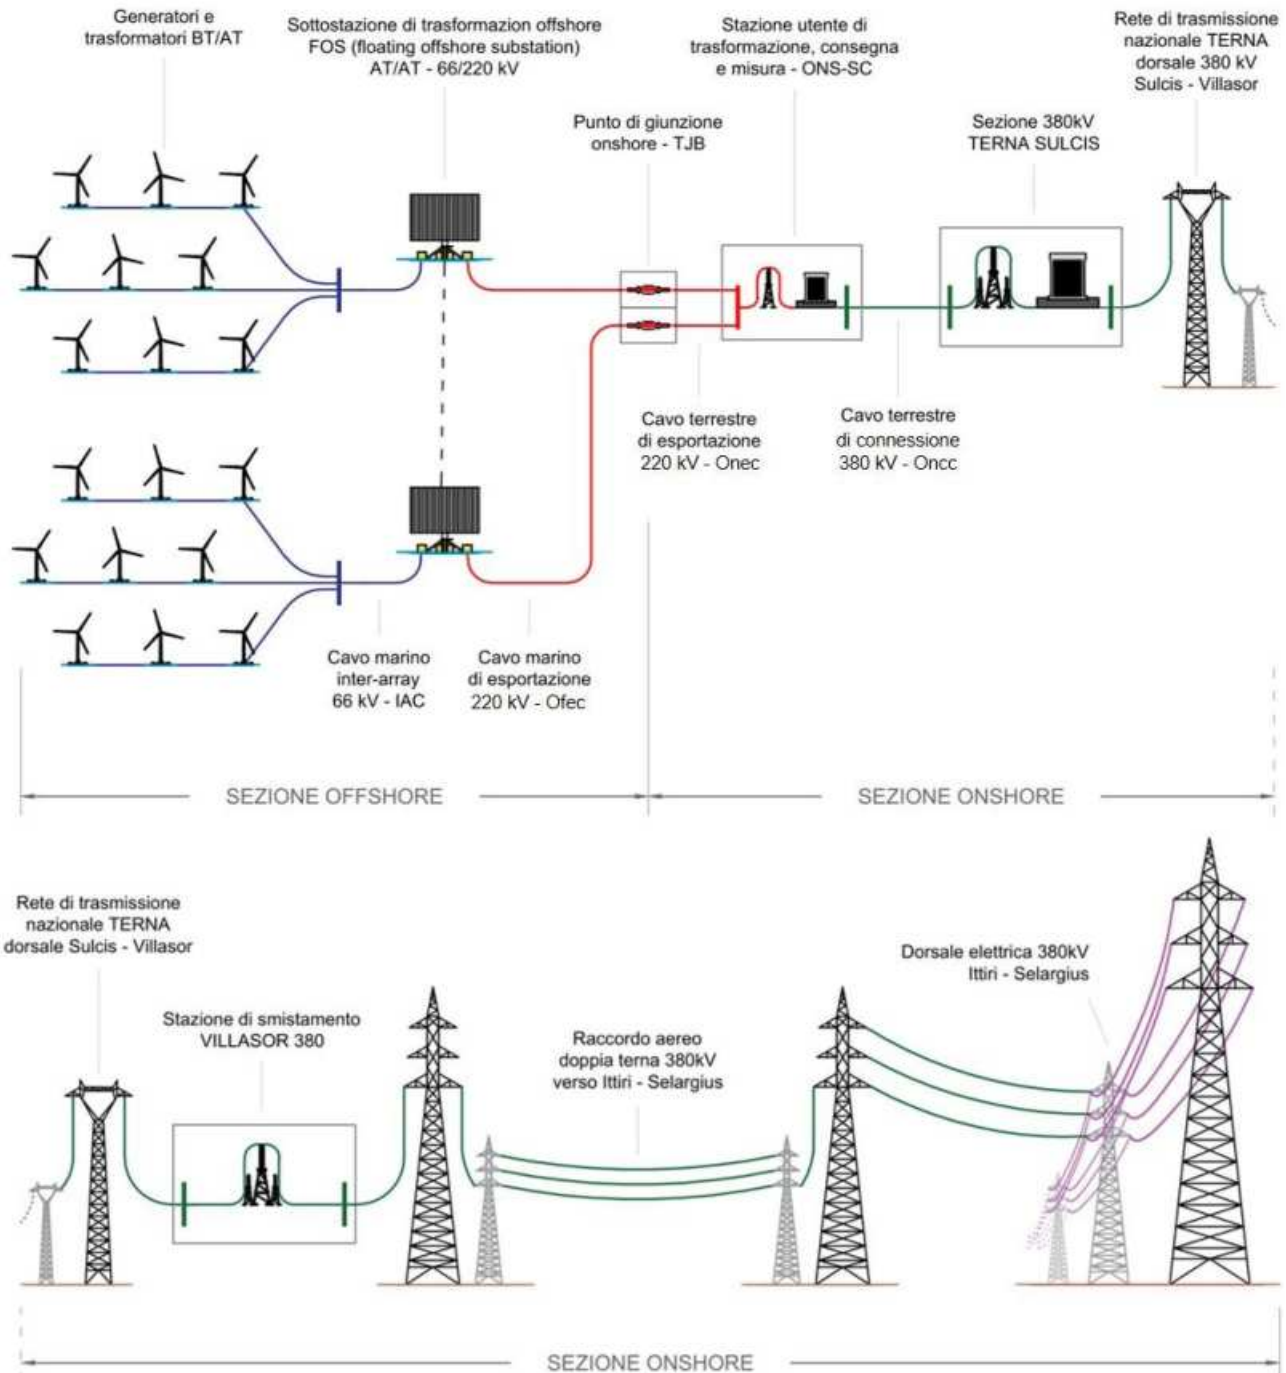 Generatori e
trasformatori BT/AT
Sottostazione di trasformazion offshore
FOS (floating offshore substation)
AT/AT - 66/220 kV
Stazione utente di
trasformazione, consegna
e misura - ONS-SC
Rete di trasmissione
nazionale TERNA
dorsale 380 kV
Sulcis - Villasor
Punto di giunzione
onshore - TJB
Sezione 380kV
TERNA SULCIS
Cavo terrestre
di esportazione
220 kV - Onec
Cavo terrestre
di connessione
380 kV - Oncc
Cavo marino
inter-array
66 kV - IAC
Cavo marino
di esportazione
220 kV - Ofec
SEZIONE OFFSHORE
SEZIONE ONSHORE
Rete di trasmissione
nazionale TERNA
dorsale Sulcis - Villasor
Stazione di smistamento
VILLASOR 380
Raccordo aereo
doppia terna 380kV
verso Ittiri - Selargius
Dorsale elettrica 380kV
Ittiri - Selargius
SEZIONE ONSHORE